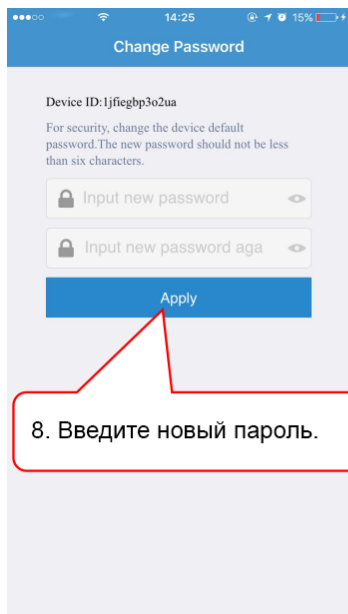 14:25 15%
Change Password
Device ID:1jfiegbp3o2ua
For security, change the device default
password.The new password should not be less
than six characters.
Input new password
Input new password aga
Apply
8. Введите новый пароль.